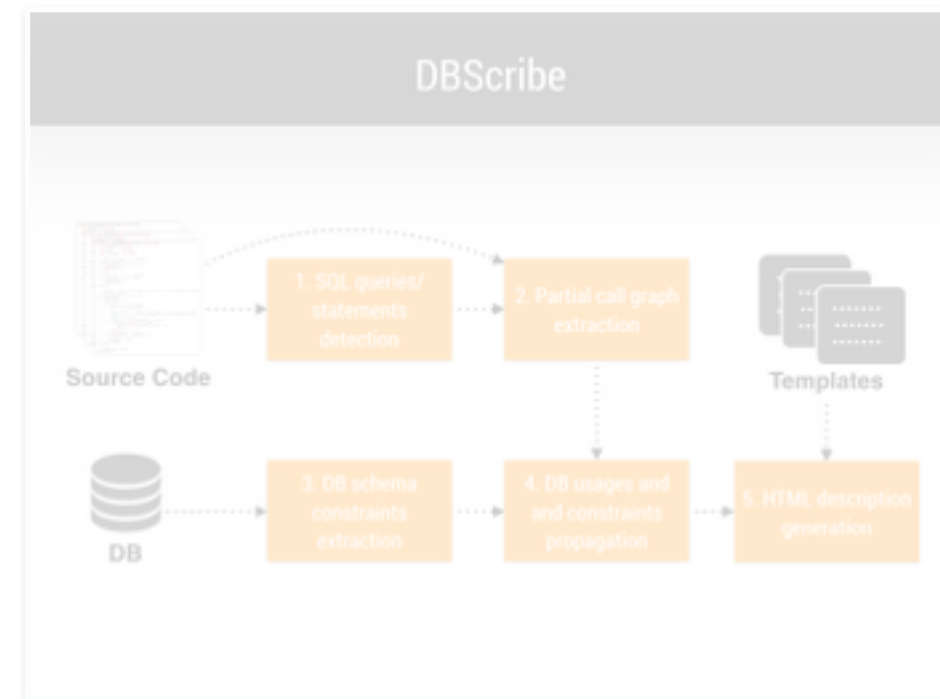 DBScribe
1. SQL queries/
statements
detection
2. Partial call graph
extraction
Source Code
Templates
3. DB schema
constraints
extraction
4. DB usages and
and constraints
propagation
5. HTML description
generation
DB